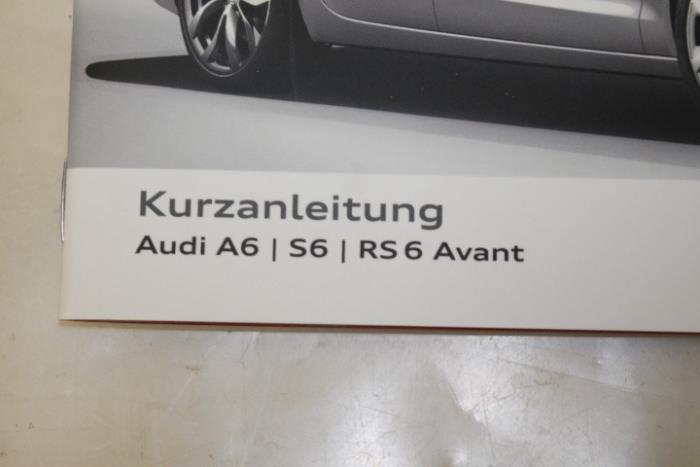 Kurzanleitung
Audi A6 | S6 | RS 6 Avant